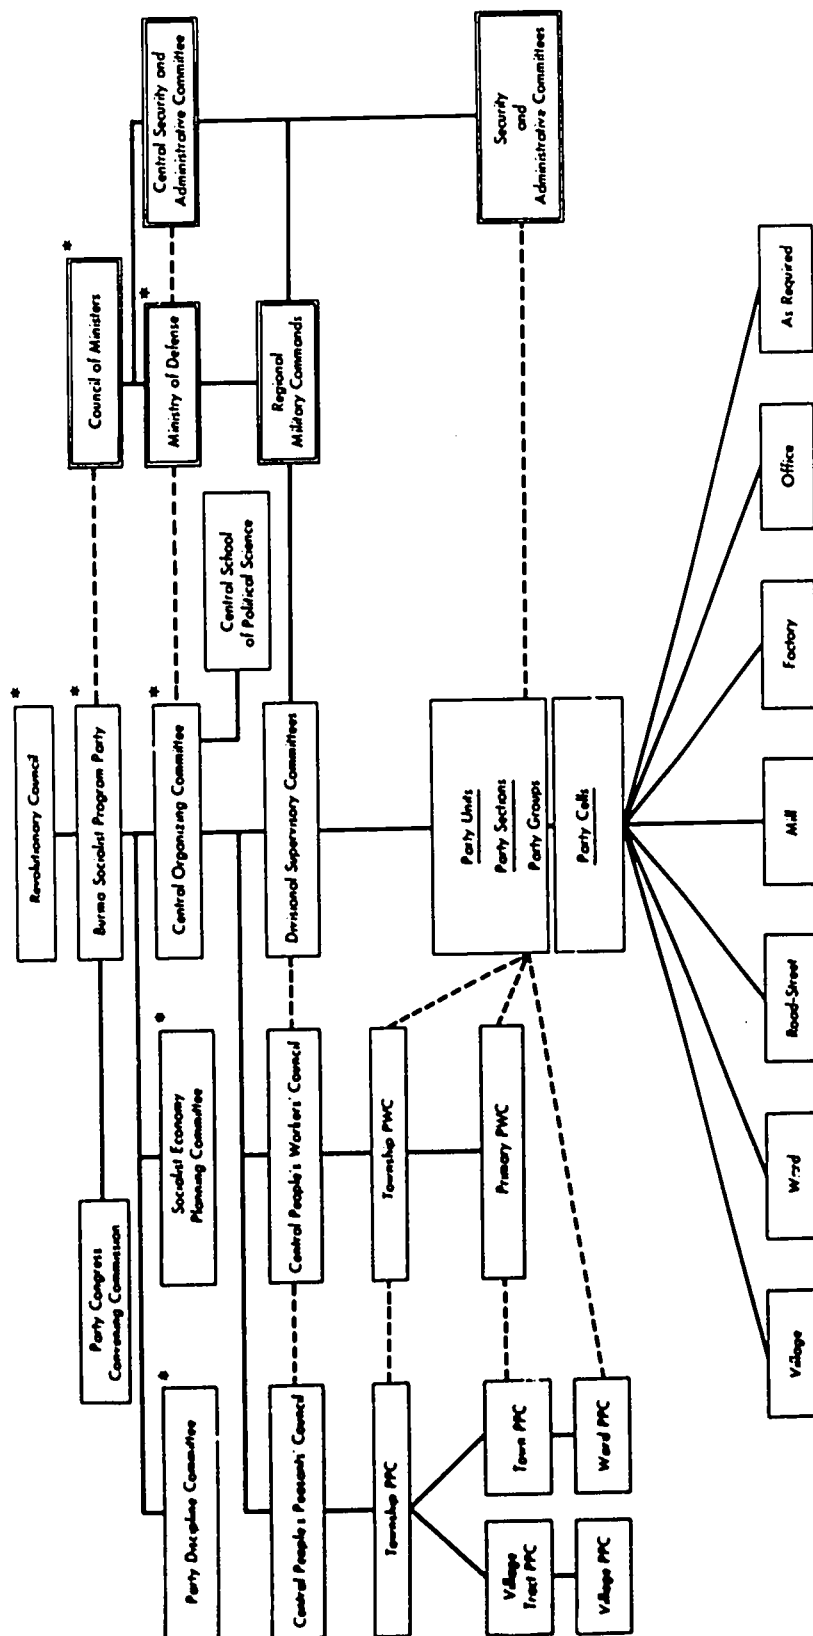 Revolutionary Council
*
Burma Socialist Program Party
*
Council of Ministers
*
Party Congress
Convening Commission
Party Discipline Committee
*
Socialist Economy
Planning Committee
*
Central Organizing Committee
*
Ministry of Defense
*
Central Security and
Administrative Committee
Central School
of Political Science
Central People's Peasants' Council
Central People's Workers' Council
Divisional Supervisory Committees
Regional
Military Commands
Township PPC
Township PWC
Village
Tract PPC
Town PPC
Primary PWC
Party Units
Party Sections
Party Groups
Security
and
Administrative Committees
Village PPC
Ward PPC
Party Cells
Village
Ward
Road-Street
Mill
Factory
Office
As Required